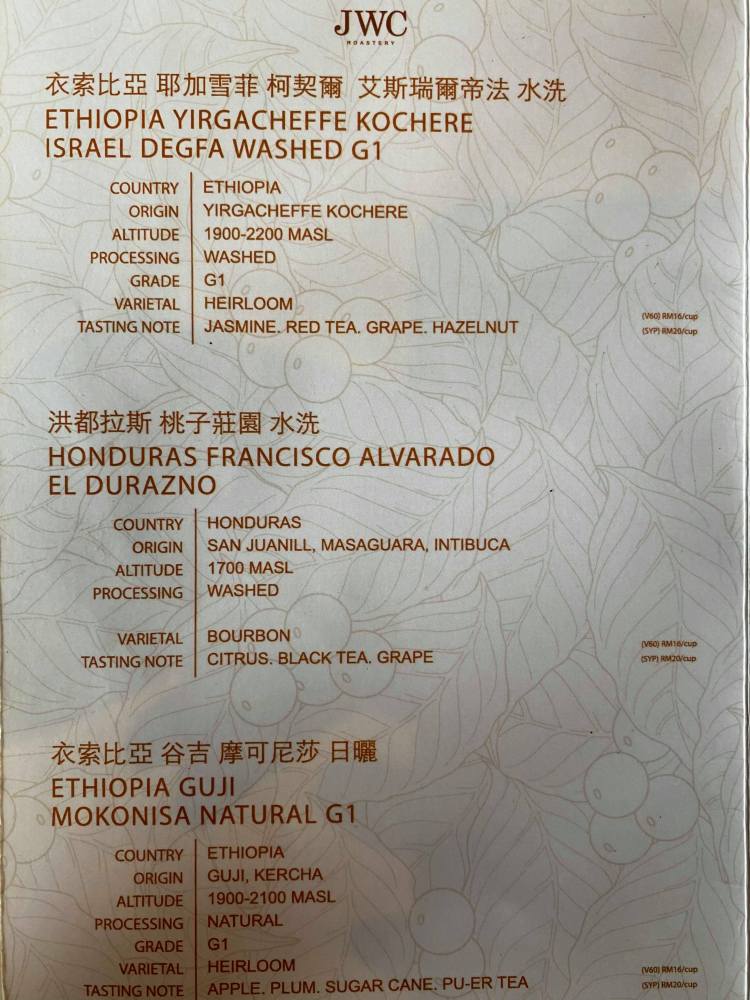 JWC
ROASTERY
衣索比亞 耶加雪菲 柯契爾 艾斯瑞爾帝法 水洗
ETHIOPIA YIRGACHEFFE KOCHERE
ISRAEL DEGFA WASHED G1
COUNTRY ETHIOPIA
ORIGIN YIRGACHEFFE KOCHERE
ALTITUDE 1900-2200 MASL
PROCESSING WASHED
GRADE G1
VARIETAL HEIRLOOM
(V60) RM16/cup
TASTING NOTE JASMINE. RED TEA. GRAPE. HAZELNUT
(SYP) RM20/cup
洪都拉斯 桃子莊園 水洗
HONDURAS FRANCISCO ALVARADO
EL DURAZNO
COUNTRY HONDURAS
ORIGIN SAN JUANILL, MASAGUARA, INTIBUCA
ALTITUDE 1700 MASL
PROCESSING WASHED
VARIETAL BOURBON
(V60) RM16/cup
TASTING NOTE CITRUS. BLACK TEA. GRAPE
(SYP) RM20/cup
衣索比亞 谷吉 摩可尼莎 日曬
ETHIOPIA GUJI
MOKONISA NATURAL G1
COUNTRY ETHIOPIA
ORIGIN GUJI, KERCHA
ALTITUDE 1900-2100 MASL
PROCESSING NATURAL
GRADE G1
VARIETAL HEIRLOOM
(V60) RM16/cup
TASTING NOTE APPLE. PLUM. SUGAR CANE. PU-ER TEA
(SYP) RM20/cup